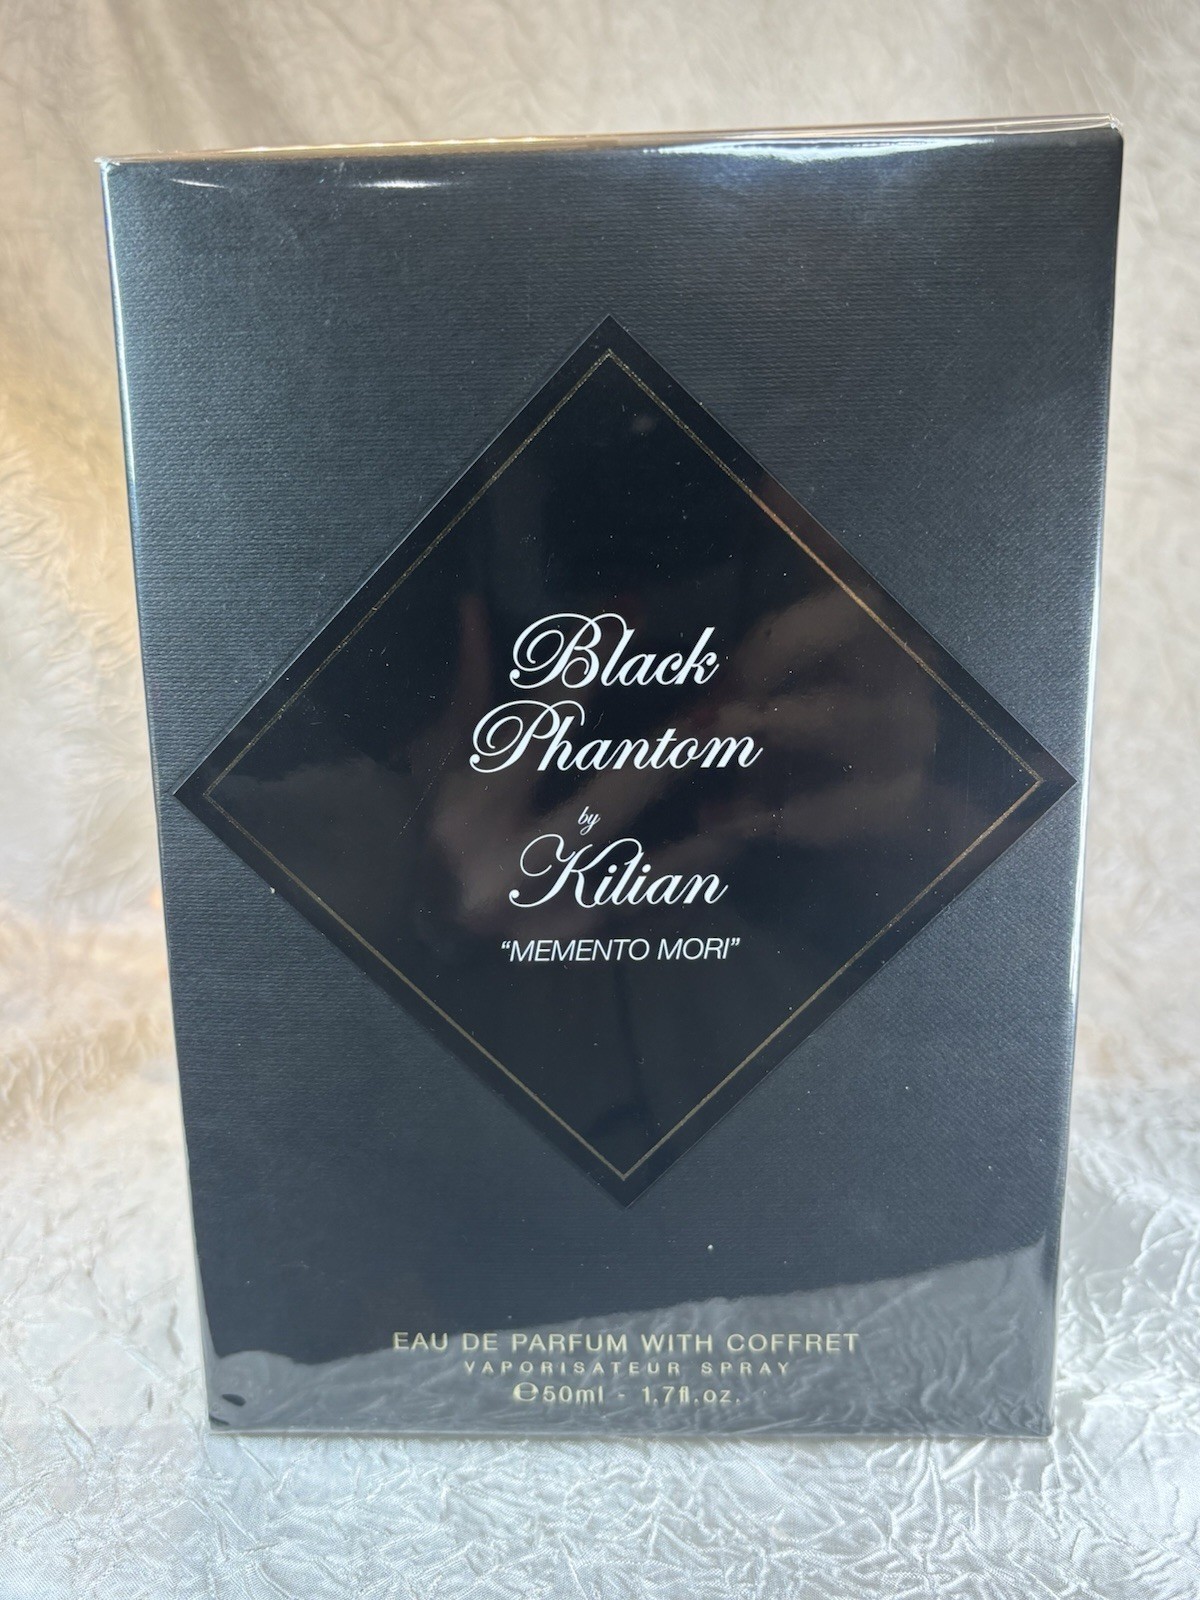 Black
Phantom
by
Kilian
“MEMENTO MORI”
EAU DE PARFUM WITH COFFRET
VAPORISATEUR SPRAY
℮50ml - 1.7fl.oz.